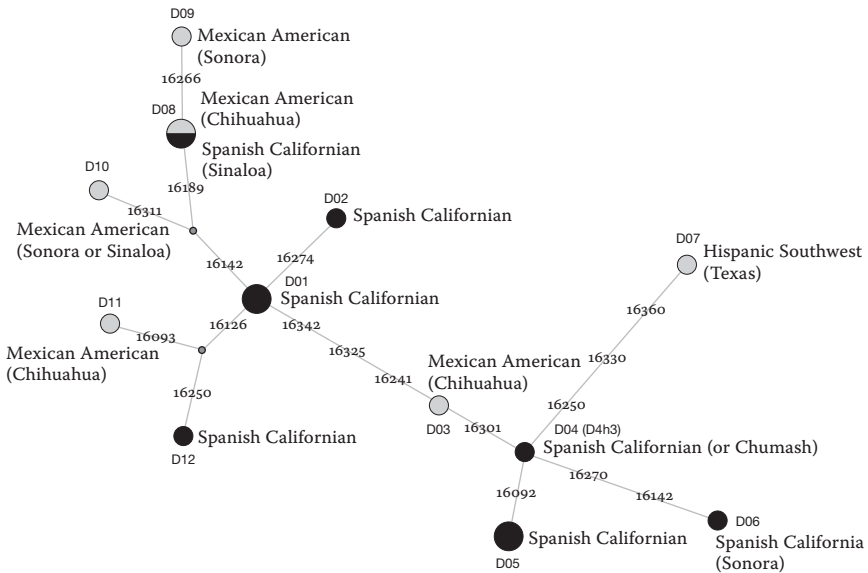 D09
Mexican American
(Sonora)
16266
D08
Mexican American
(Chihuahua)
Spanish Californian
(Sinaloa)
D10
16189
16311
Mexican American
(Sonora or Sinaloa)
16142
D02
Spanish Californian
16274
D01
Spanish Californian
D07
Hispanic Southwest
(Texas)
16360
16330
16250
D11
16093
Mexican American
(Chihuahua)
16126
16250
Spanish Californian
D12
16342
16325
16241
Mexican American
(Chihuahua)
D03
16301
D04 (D4h3)
Spanish Californian (or Chumash)
16092
16270
16142
Spanish Californian
D05
D06
Spanish California
(Sonora)